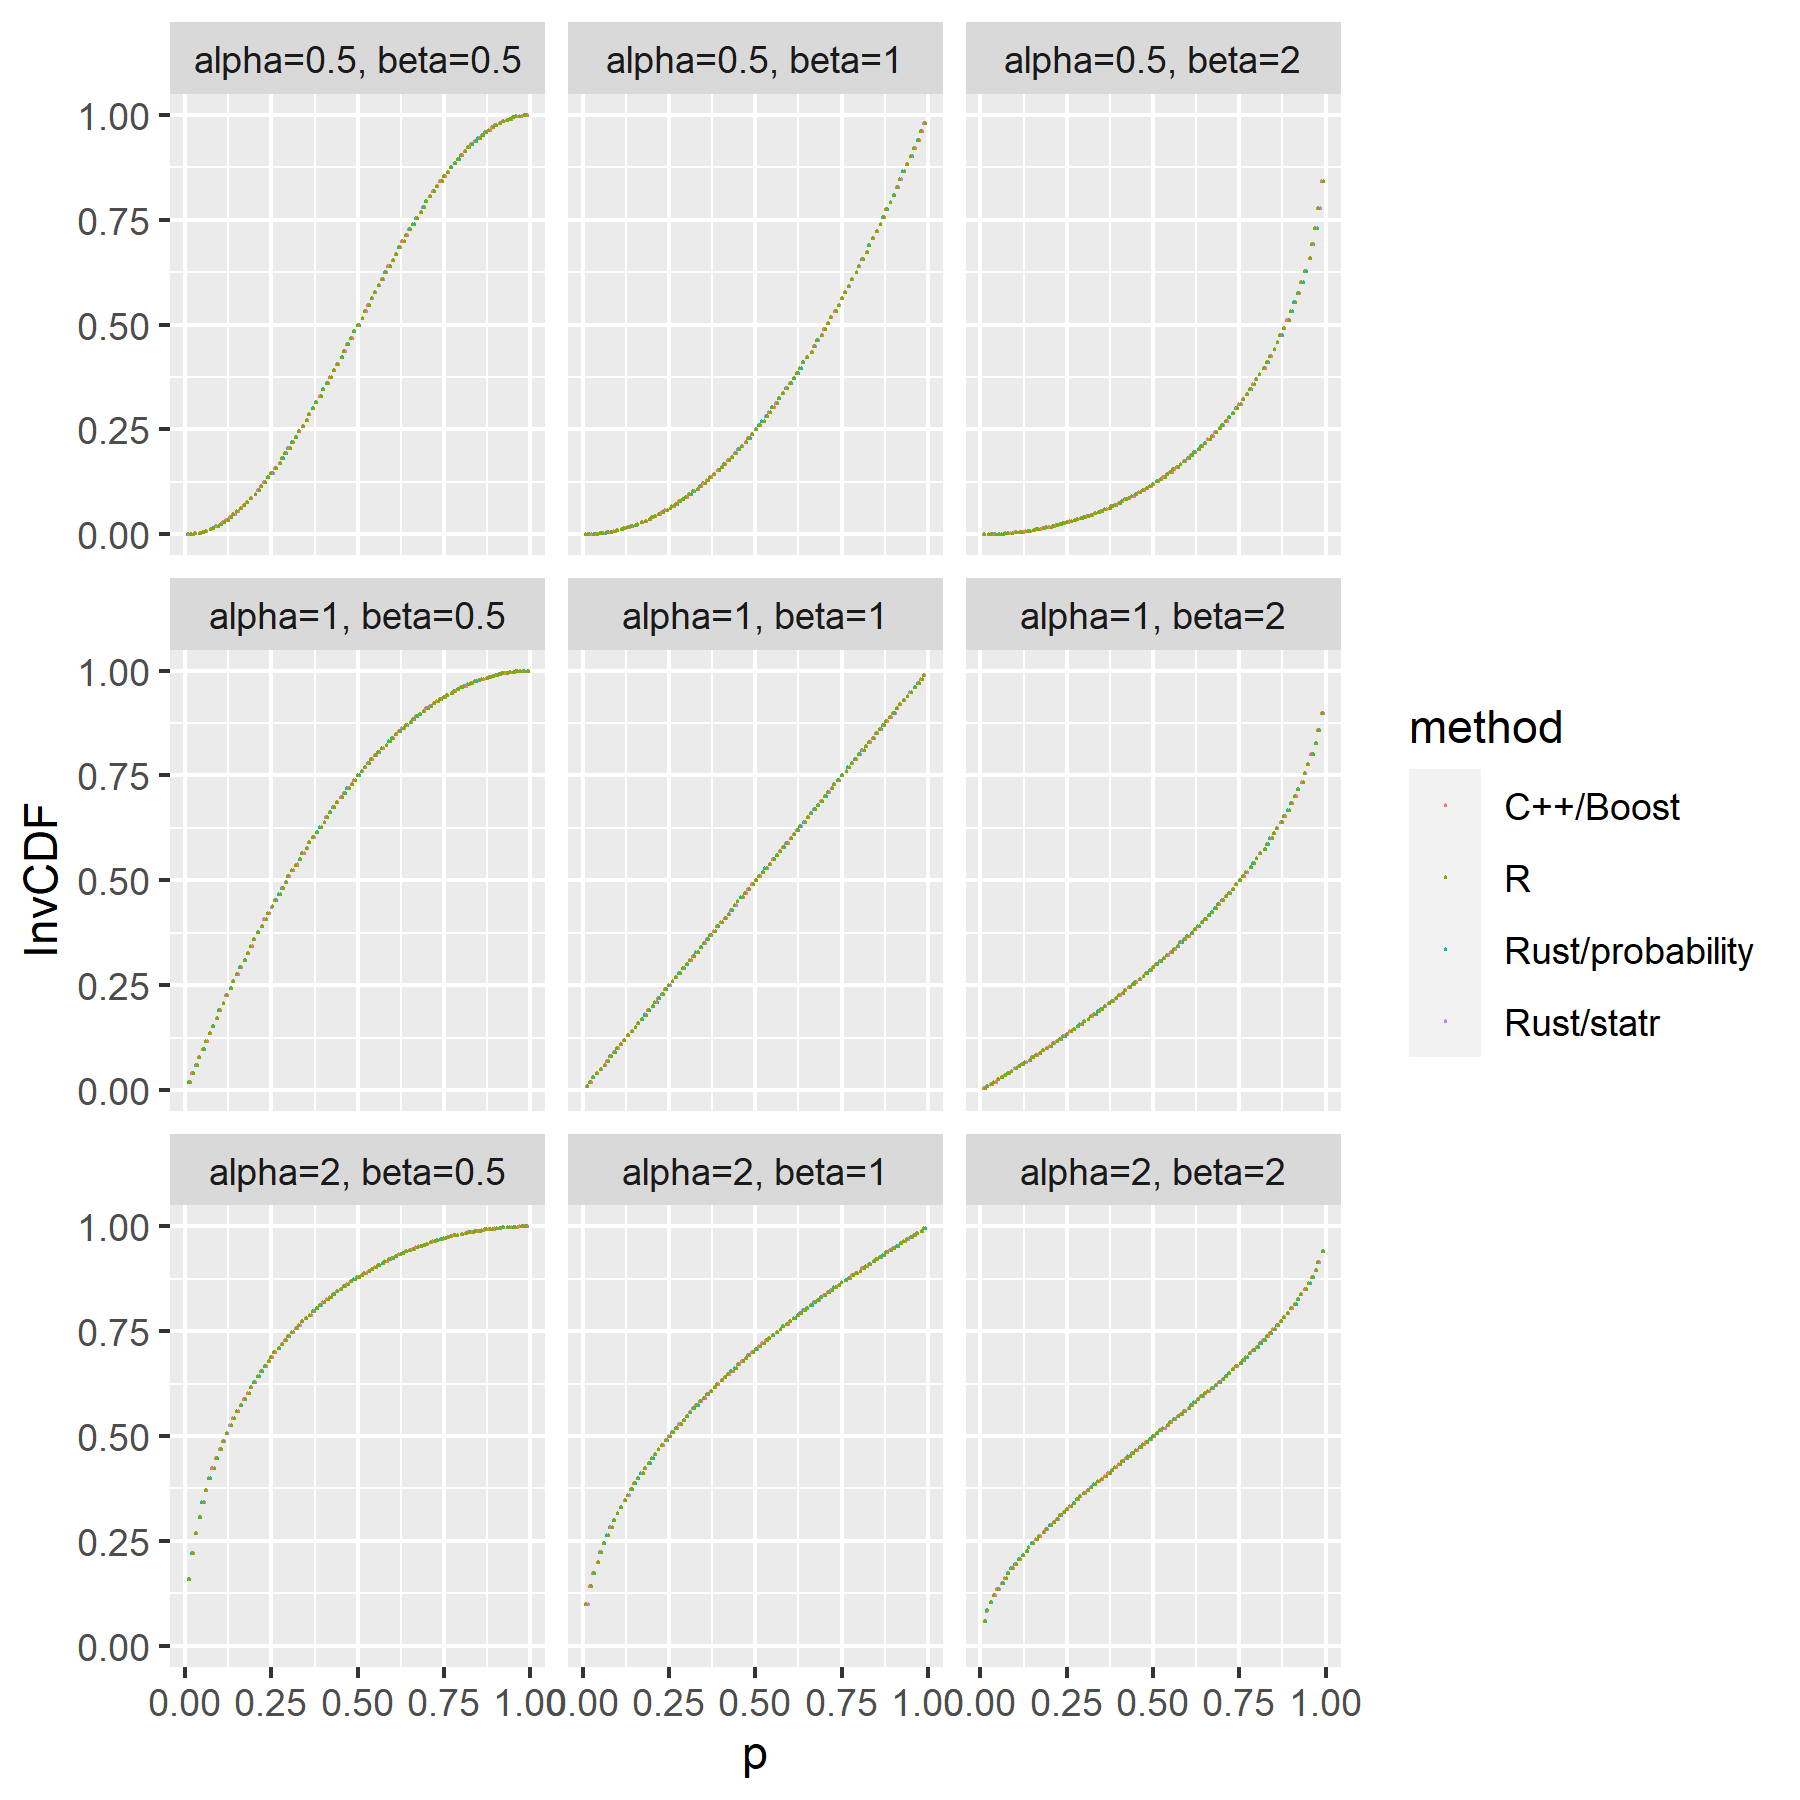 alpha=0.5, beta=0.5
alpha=0.5, beta=1
alpha=0.5, beta=2
1.00
0.75
0.50
0.25
0.00
alpha=1, beta=0.5
alpha=1, beta=1
alpha=1, beta=2
1.00
0.75
0.50
0.25
0.00
alpha=2, beta=0.5
alpha=2, beta=1
alpha=2, beta=2
1.00
0.75
0.50
0.25
0.00
0.00 0.25 0.50 0.75 1.00
0.00 0.25 0.50 0.75 1.00
0.00 0.25 0.50 0.75 1.00
p
InvCDF
method
C++/Boost
R
Rust/probability
Rust/statr